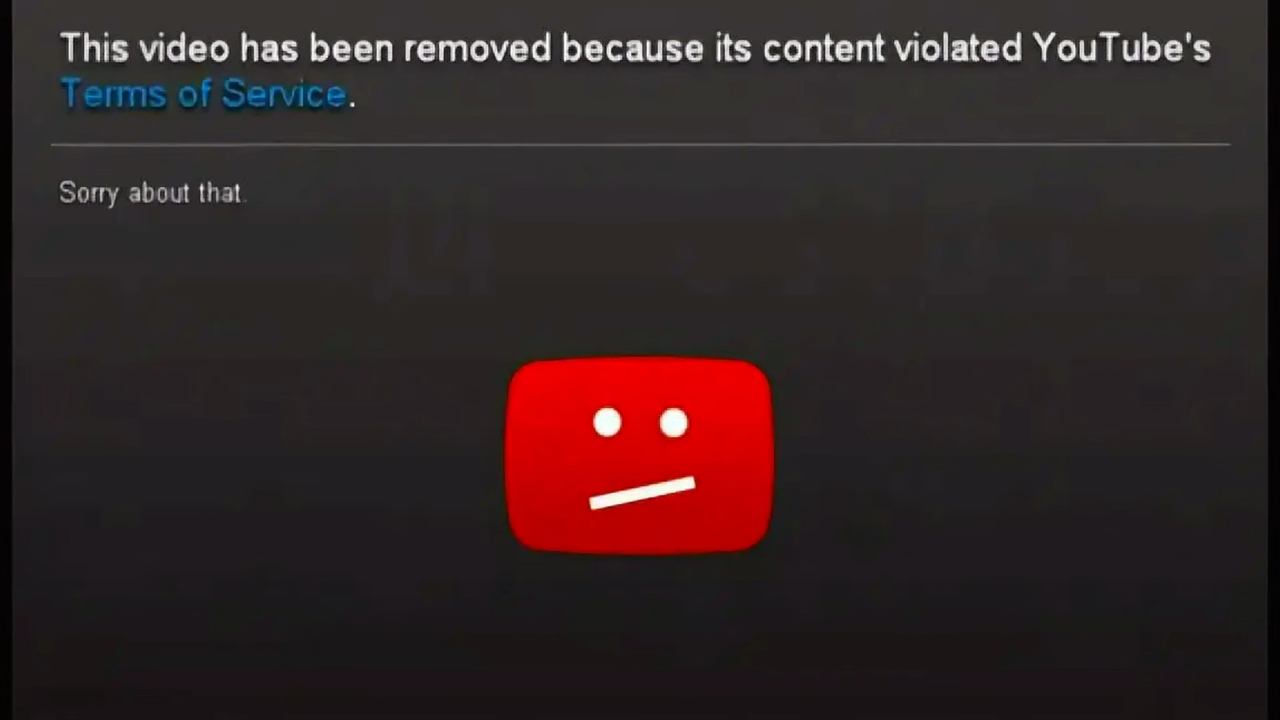 This video has been removed because its content violated YouTube's
Terms of Service.
Sorry about that.